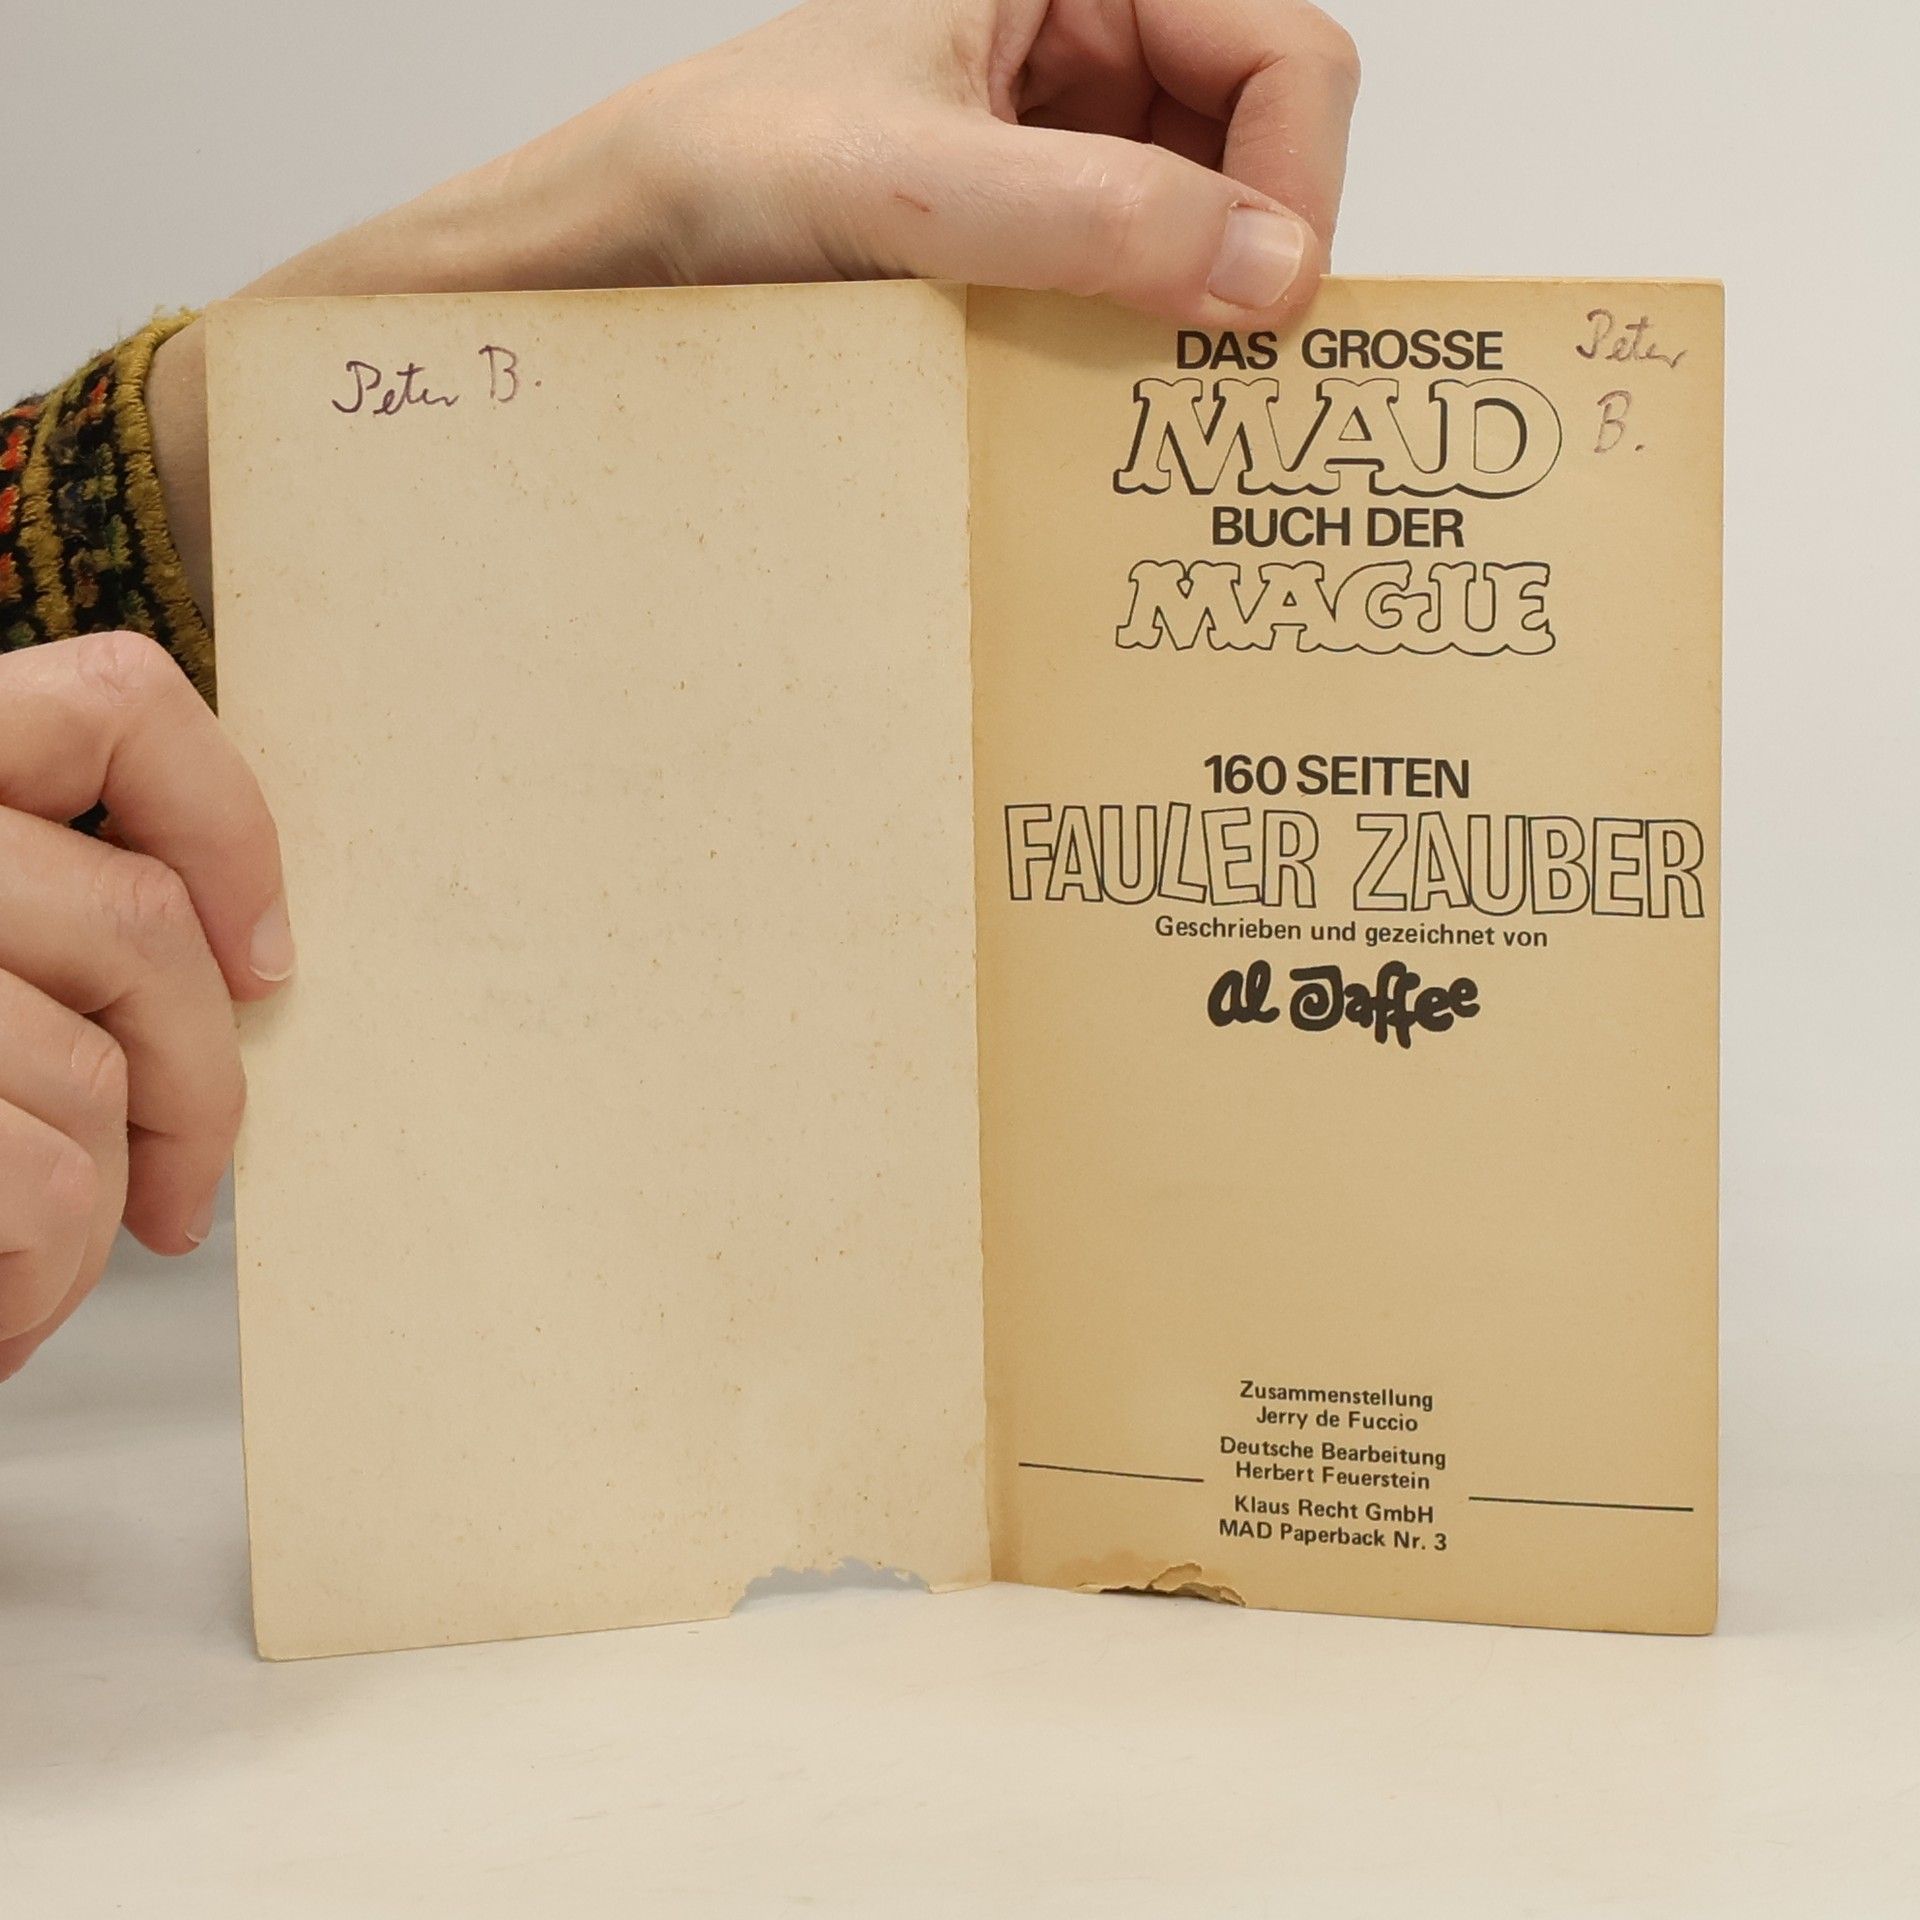 Peter B.
DAS GROSSE
MAD
BUCH DER
MAGIE
Peter
B.
160 SEITEN
FAULER ZAUBER
Geschrieben und gezeichnet von
Al Jaffee
Zusammenstellung
Jerry de Fuccio
Deutsche Bearbeitung
Herbert Feuerstein
Klaus Recht GmbH
MAD Paperback Nr. 3